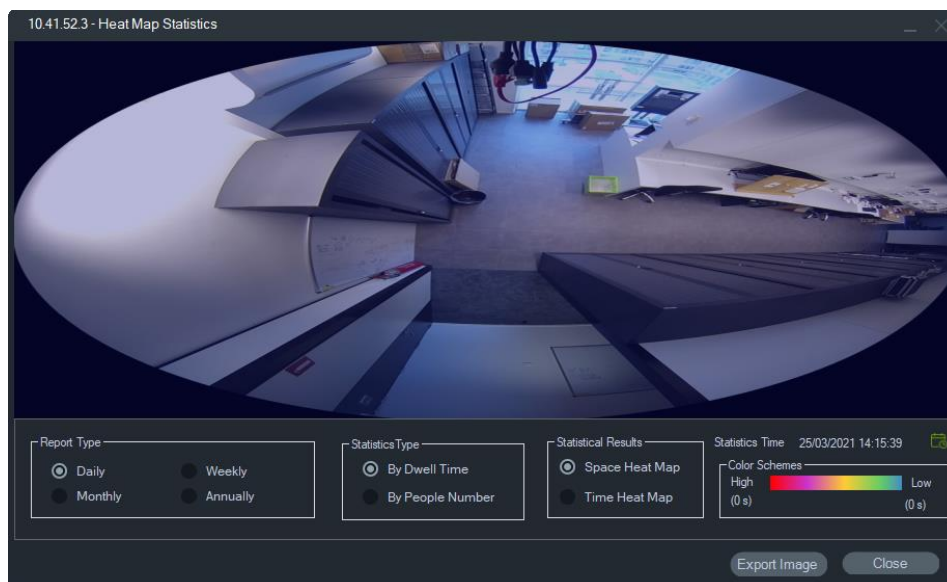 10.41.52.3 - Heat Map Statistics
Report Type
Daily
Weekly
Monthly
Annually
Statistics Type
By Dwell Time
By People Number
Statistical Results
Space Heat Map
Time Heat Map
Statistics Time 25/03/2021 14:15:39
Color Schemes
High
Low
(0 s)
(0 s)
Export Image
Close